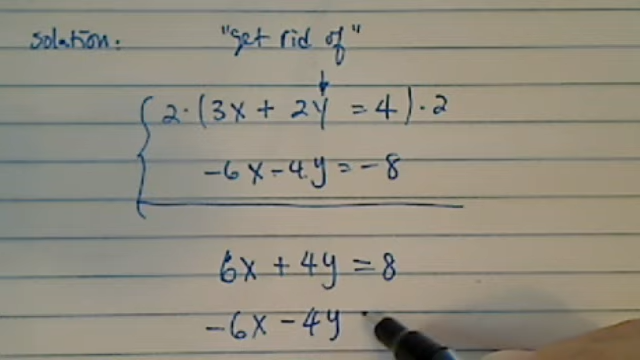 Solution: "get rid of"
2·(3x + 2y = 4)·2
-6x - 4y = -8
6x + 4y = 8
-6x - 4y